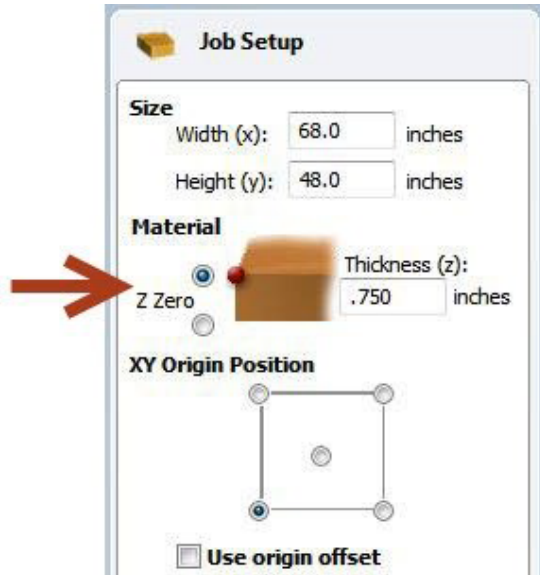 Job Setup
Size
Width (x): 68.0 inches
Height (y): 48.0 inches
Material
Thickness (z):
Z Zero .750 inches
XY Origin Position
Use origin offset